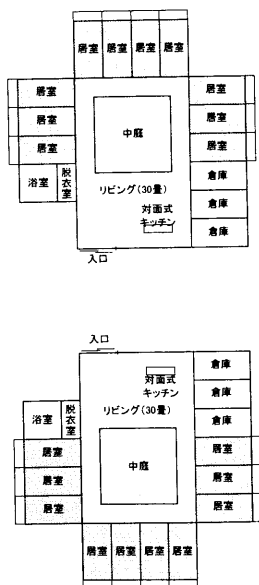 居室 居室 居室 居室
居室 居室
居室 居室
中庭
居室 居室
浴室 脱衣室 倉庫
リビング(30畳)
倉庫
対面式
キッチン
倉庫
入口
入口
倉庫
対面式
キッチン
倉庫
浴室 脱衣室 リビング(30畳)
倉庫
居室 居室
居室 中庭 居室
居室 居室
居室 居室 居室 居室